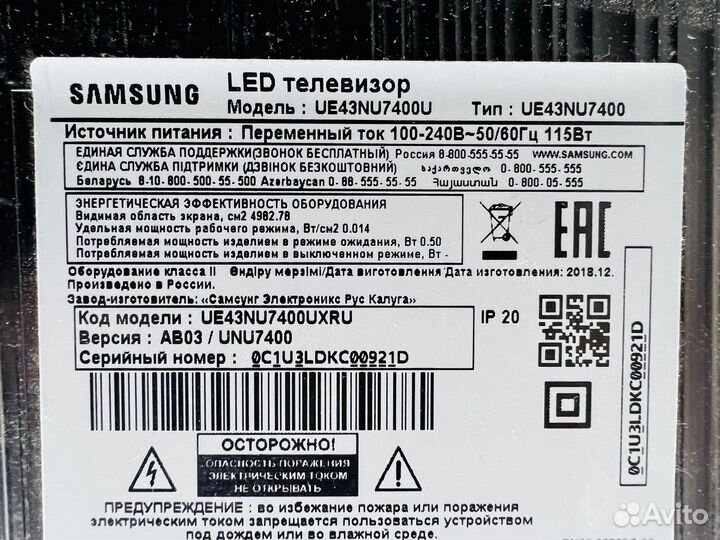 SAMSUNG
LED телевизор
Модель : UE43NU7400U Тип : UE43NU7400
Источник питания : Переменный ток 100-240В~50/60Гц 115Вт
ЕДИНАЯ СЛУЖБА ПОДДЕРЖКИ(ЗВОНОК БЕСПЛАТНЫЙ) Россия 8-800-555-55-55 WWW.SAMSUNG.COM
ЄДИНА СЛУЖБА ПІДТРИМКИ (ДЗВІНОК БЕЗКОШТОВНИЙ) საქართველო 0-800-555-555
Беларусь 8-10-800-500-55-500 Azərbaycan 0-88-555-55-55 Հայաստան 0-800-05-555
ЭНЕРГЕТИЧЕСКАЯ ЭФФЕКТИВНОСТЬ ОБОРУДОВАНИЯ
Видимая область экрана, см2 4982.78
Удельная мощность рабочего режима, Вт/см2 0.014
Потребляемая мощность изделием в режиме ожидания, Вт 0.50
Потребляемая мощность изделием в выключенном режиме, Вт -
EAC
Оборудование класса II Өндіру мерзімі/Дата виготовлення/Дата изготовления: 2018.12.
Произведено в России
Завод-изготовитель: «Самсунг Электроникс Рус Калуга»
Код модели : UE43NU7400UXRU IP 20
Версия : AB03 / UNU7400
Серийный номер : 0C1U3LDKC00921D
0C1U3LDKC00921D
ОСТОРОЖНО!
ОПАСНОСТЬ ПОРАЖЕНИЯ
ЭЛЕКТРИЧЕСКИМ ТОКОМ
НЕ ОТКРЫВАТЬ
ПРЕДУПРЕЖДЕНИЕ : во избежание пожара или поражения
электрическим током запрещается пользоваться устройством
под дождем или во влажной среде.
Avito